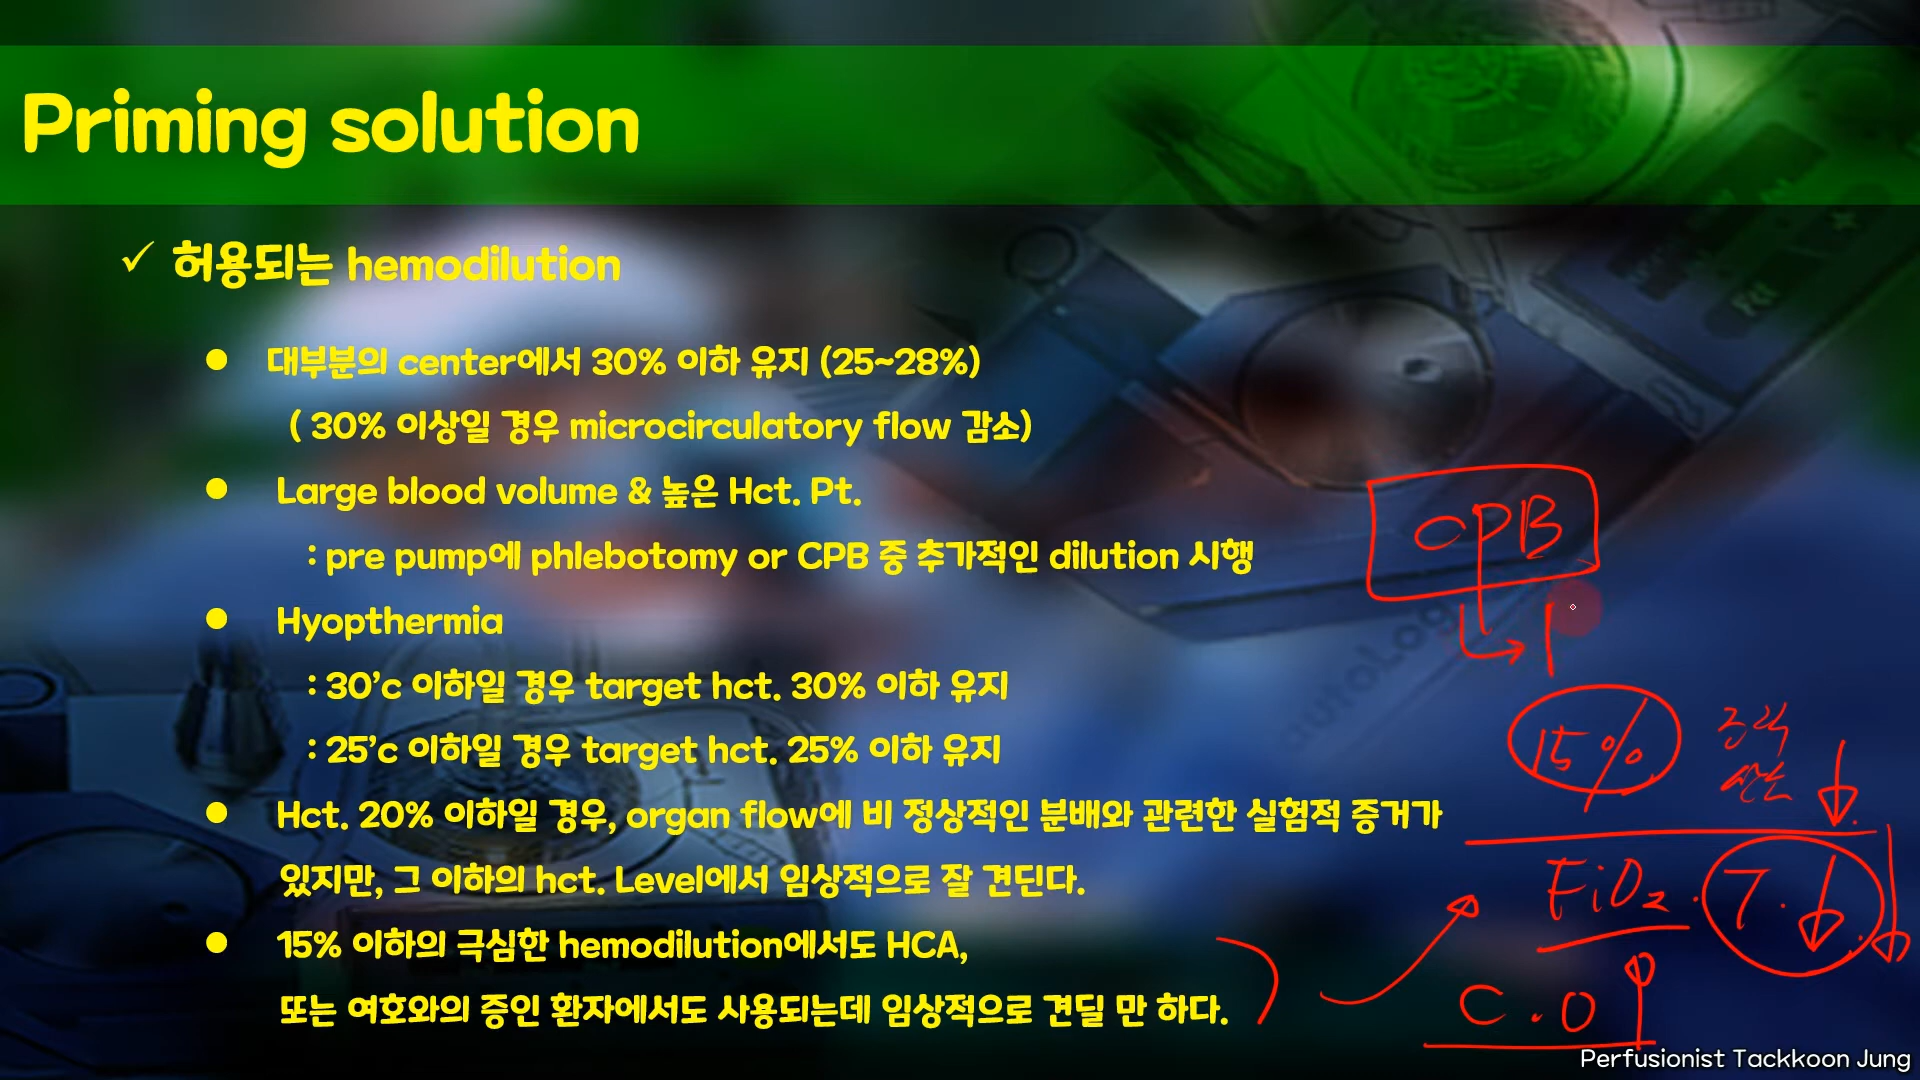 Priming solution
✓ 허용되는 hemodilution
● 대부분의 center에서 30% 이하 유지 (25~28%)
( 30% 이상일 경우 microcirculatory flow 감소)
● Large blood volume & 높은 Hct. Pt.
: pre pump에 phlebotomy or CPB 중 추가적인 dilution 시행
● Hyopthermia
: 30'c 이하일 경우 target hct. 30% 이하 유지
: 25'c 이하일 경우 target hct. 25% 이하 유지
● Hct. 20% 이하일 경우, organ flow에 비 정상적인 분배와 관련한 실험적 증거가
있지만, 그 이하의 hct. Level에서 임상적으로 잘 견딘다.
● 15% 이하의 극심한 hemodilution에서도 HCA,
또는 여호와의 증인 환자에서도 사용되는데 임상적으로 견딜 만 하다.
CPB
15% 조직
산소 ↓
FiO2 · T · ↓
C.O ↑
autoLog
Perfusionist Tackkoon Jung